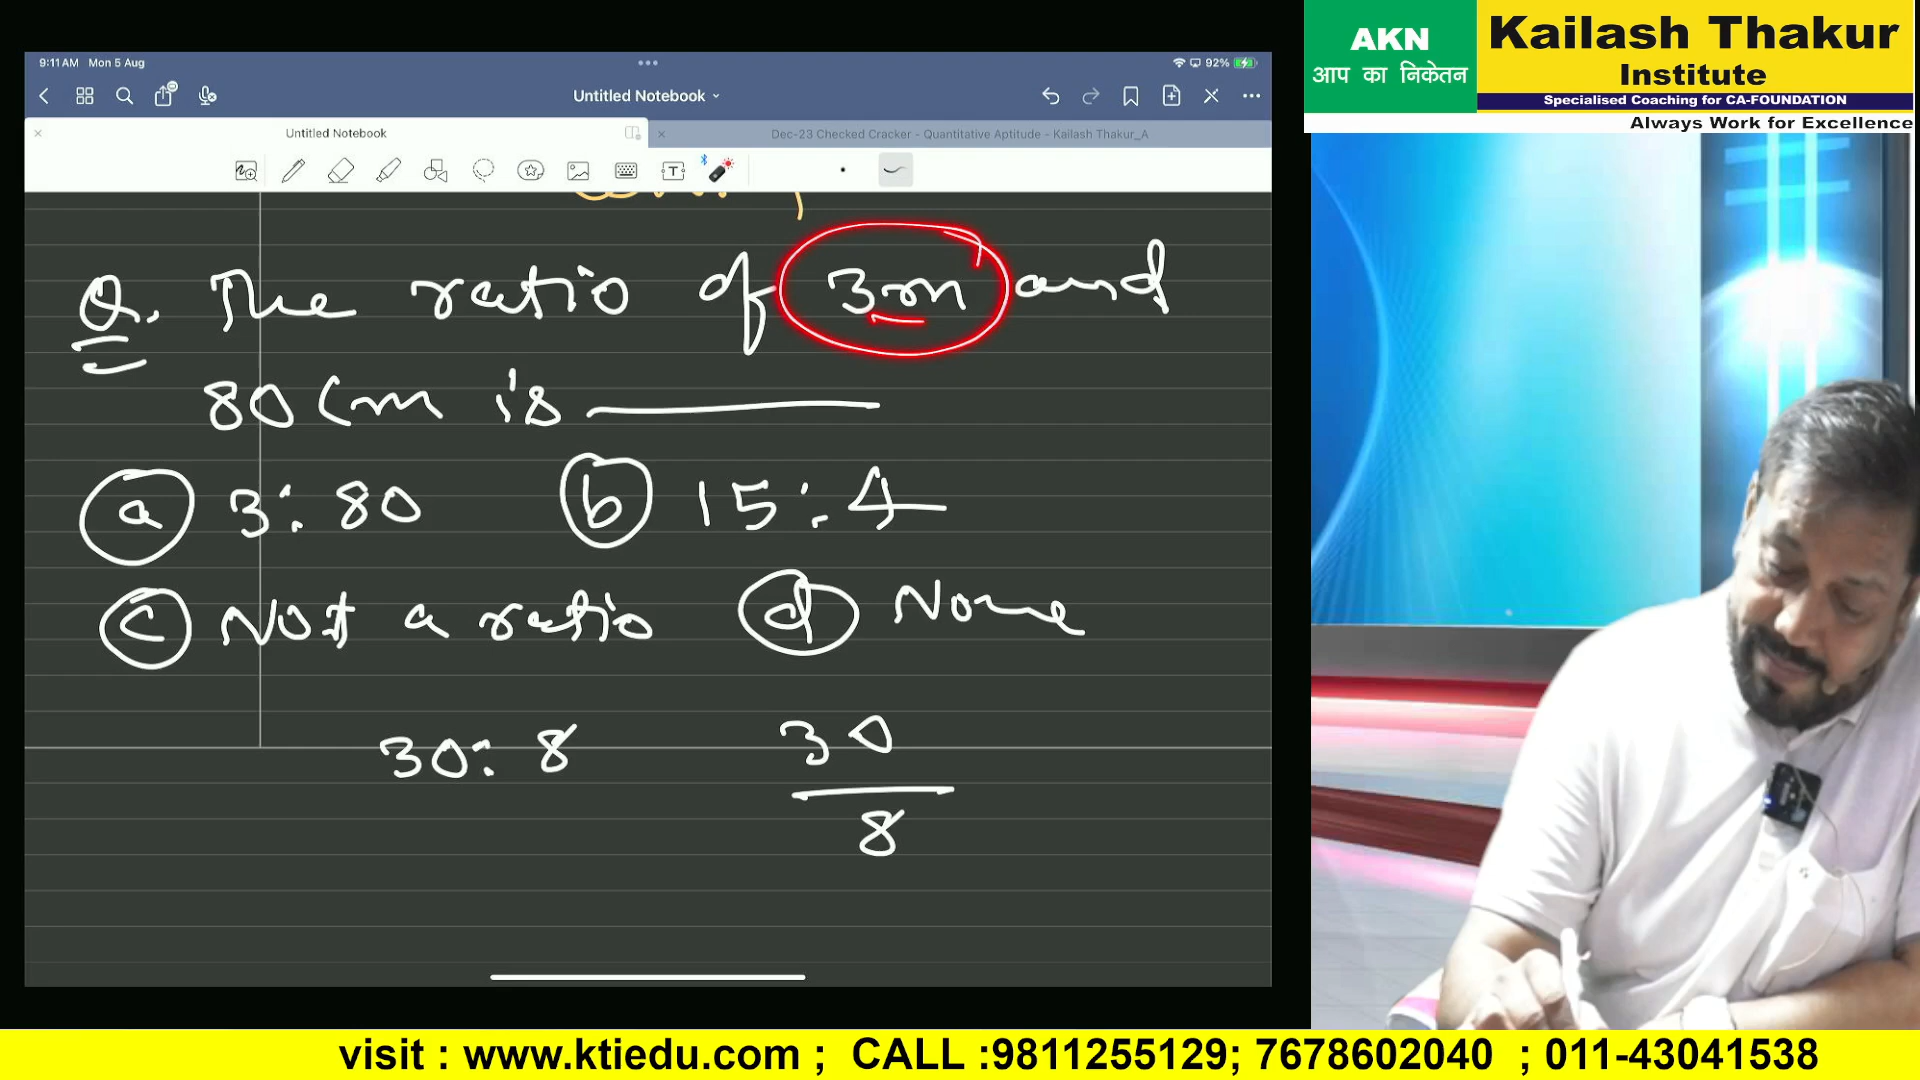 AKN
आप का निकेतन
Kailash Thakur
Institute
Specialised Coaching for CA-FOUNDATION
Always Work for Excellence
9:11 AM Mon 5 Aug
92%
Untitled Notebook
Untitled Notebook
Dec-23 Checked Cracker - Quantitative Aptitude - Kailash Thakur_A
Q. The ratio of 3m and
80 Cm is
a 3:80 b 15:4
c Not a ratio d None
30:8
30
8
visit : www.ktiedu.com ; CALL :9811255129; 7678602040 ; 011-43041538